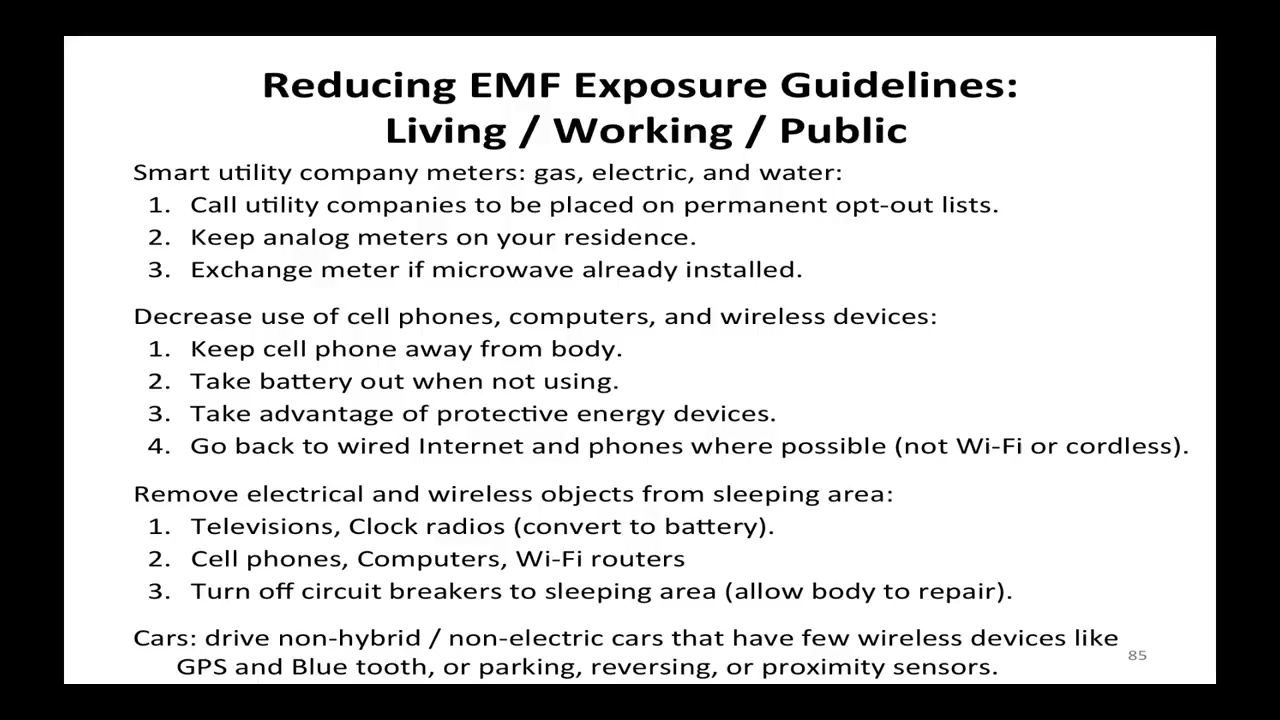 Reducing EMF Exposure Guidelines:
Living / Working / Public
Smart utility company meters: gas, electric, and water:
1. Call utility companies to be placed on permanent opt-out lists.
2. Keep analog meters on your residence.
3. Exchange meter if microwave already installed.
Decrease use of cell phones, computers, and wireless devices:
1. Keep cell phone away from body.
2. Take battery out when not using.
3. Take advantage of protective energy devices.
4. Go back to wired Internet and phones where possible (not Wi-Fi or cordless).
Remove electrical and wireless objects from sleeping area:
1. Televisions, Clock radios (convert to battery).
2. Cell phones, Computers, Wi-Fi routers
3. Turn off circuit breakers to sleeping area (allow body to repair).
Cars: drive non-hybrid / non-electric cars that have few wireless devices like
GPS and Blue tooth, or parking, reversing, or proximity sensors.
85